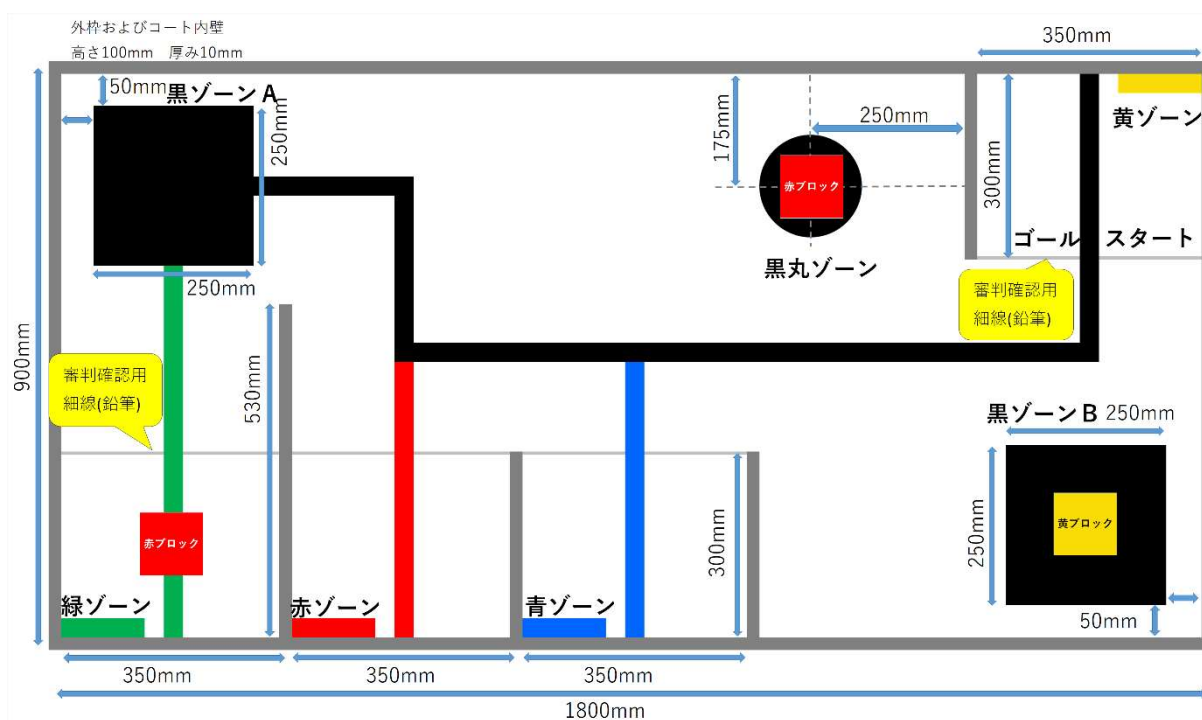 外枠およびコート内壁
高さ100mm 厚み10mm
350mm
50mm
黒ゾーンA
250mm
250mm
175mm
250mm
赤ブロック
黒丸ゾーン
300mm
黄ゾーン
ゴール
スタート
審判確認用
細線(鉛筆)
900mm
審判確認用
細線(鉛筆)
530mm
黒ゾーンB
250mm
250mm
黄ブロック
50mm
赤ブロック
300mm
緑ゾーン
赤ゾーン
青ゾーン
350mm
350mm
350mm
1800mm